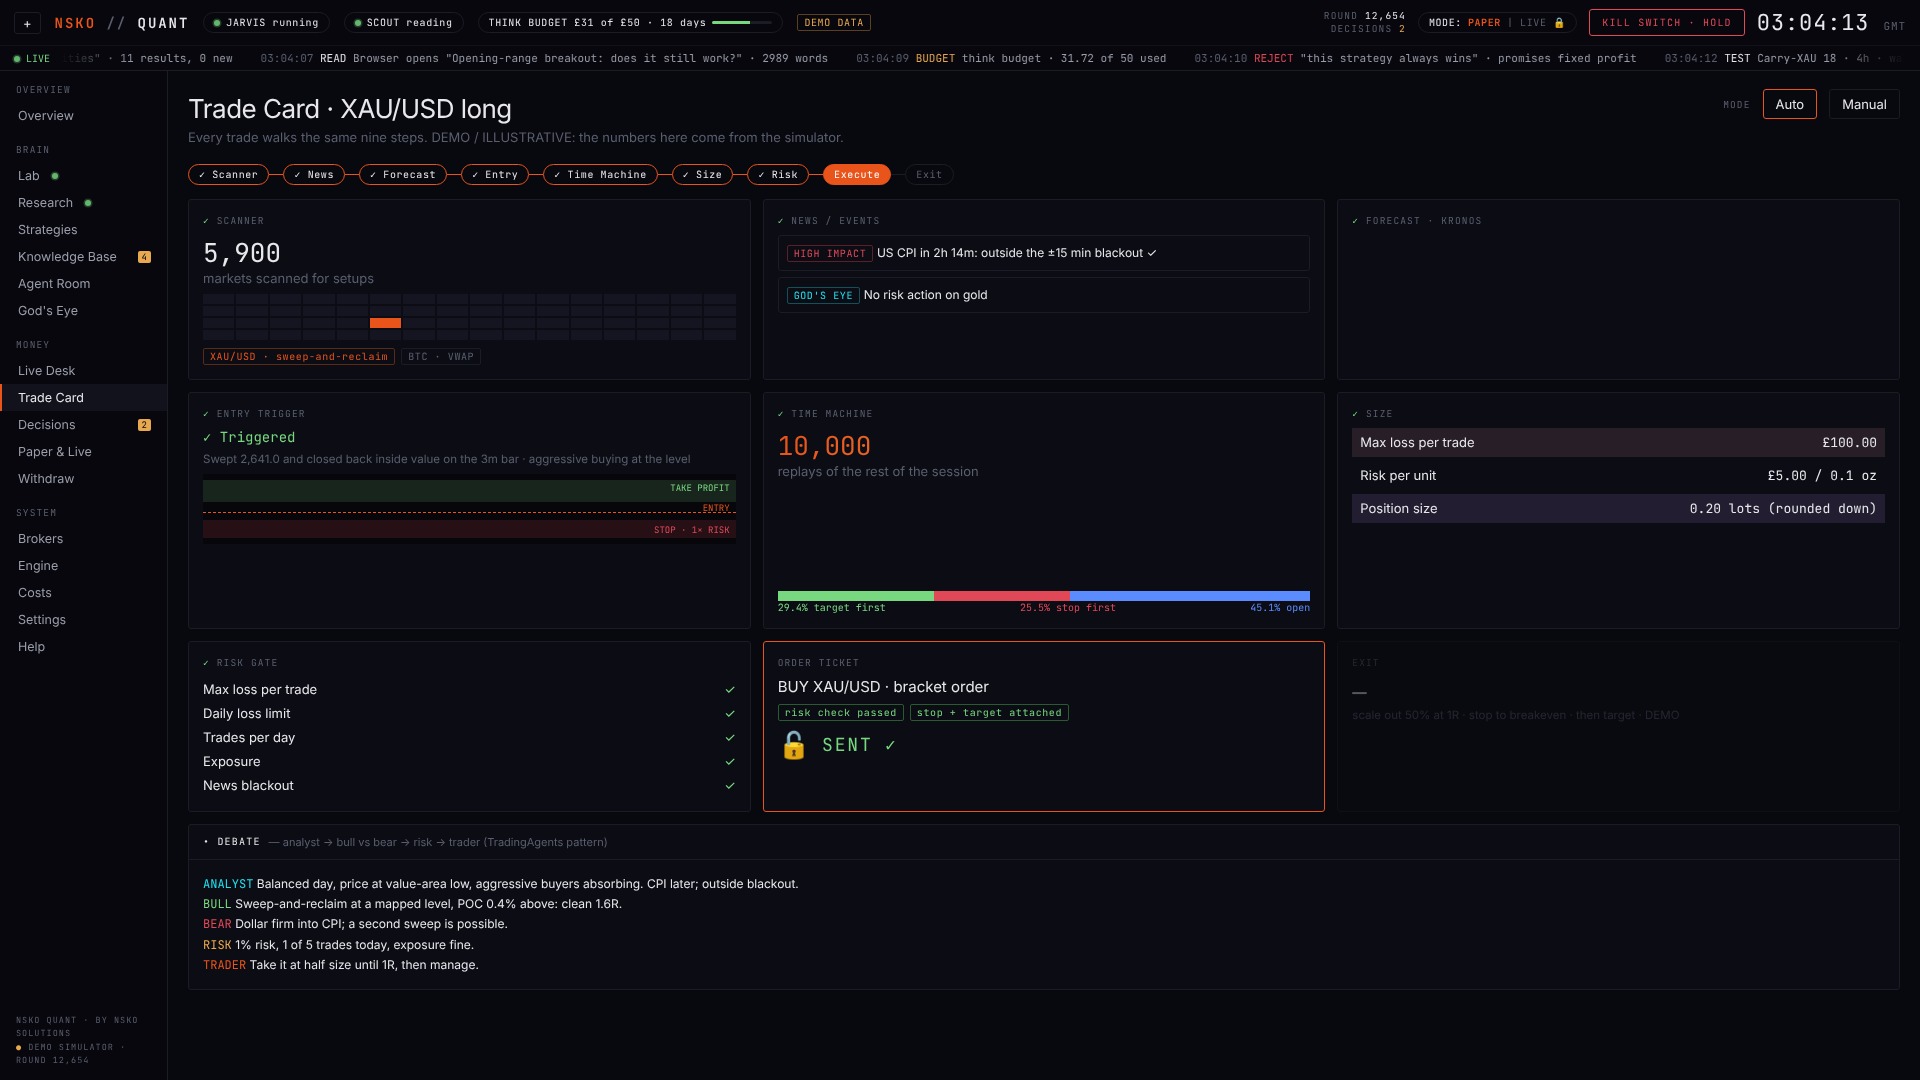 + NSKO // QUANT JARVIS running SCOUT reading THINK BUDGET £31 of £50 · 18 days DEMO DATA ROUND 12,654 DECISIONS 2 MODE: PAPER | LIVE 🔒 KILL SWITCH · HOLD 03:04:13 GMT
LIVE ties" · 11 results, 0 new 03:04:07 READ Browser opens "Opening-range breakout: does it still work?" · 2989 words 03:04:09 BUDGET think budget · 31.72 of 50 used 03:04:10 REJECT "this strategy always wins" · promises fixed profit 03:04:12 TEST Carry-XAU 18 · 4h ·
OVERVIEW
Overview
BRAIN
Lab
Research
Strategies
Knowledge Base 4
Agent Room
God's Eye
MONEY
Live Desk
Trade Card
Decisions 2
Paper & Live
Withdraw
SYSTEM
Brokers
Engine
Costs
Settings
Help
NSKO QUANT · BY NSKO
SOLUTIONS
DEMO SIMULATOR ·
ROUND 12,654
Trade Card · XAU/USD long
Every trade walks the same nine steps. DEMO / ILLUSTRATIVE: the numbers here come from the simulator.
MODE Auto Manual
✓ Scanner ✓ News ✓ Forecast ✓ Entry ✓ Time Machine ✓ Size ✓ Risk Execute Exit
✓ SCANNER
5,900
markets scanned for setups
XAU/USD · sweep-and-reclaim BTC · VWAP
✓ NEWS / EVENTS
HIGH IMPACT US CPI in 2h 14m: outside the ±15 min blackout ✓
GOD'S EYE No risk action on gold
✓ FORECAST · KRONOS
✓ ENTRY TRIGGER
✓ Triggered
Swept 2,641.0 and closed back inside value on the 3m bar · aggressive buying at the level
TAKE PROFIT
ENTRY
STOP · 1× RISK
✓ TIME MACHINE
10,000
replays of the rest of the session
29.4% target first 25.5% stop first 45.1% open
✓ SIZE
Max loss per trade £100.00
Risk per unit £5.00 / 0.1 oz
Position size 0.20 lots (rounded down)
✓ RISK GATE
Max loss per trade ✓
Daily loss limit ✓
Trades per day ✓
Exposure ✓
News blackout ✓
ORDER TICKET
BUY XAU/USD · bracket order
risk check passed stop + target attached
🔓 SENT ✓
EXIT
—
scale out 50% at 1R · stop to breakeven · then target · DEMO
• DEBATE — analyst → bull vs bear → risk → trader (TradingAgents pattern)
ANALYST Balanced day, price at value-area low, aggressive buyers absorbing. CPI later; outside blackout.
BULL Sweep-and-reclaim at a mapped level, POC 0.4% above: clean 1.6R.
BEAR Dollar firm into CPI; a second sweep is possible.
RISK 1% risk, 1 of 5 trades today, exposure fine.
TRADER Take it at half size until 1R, then manage.